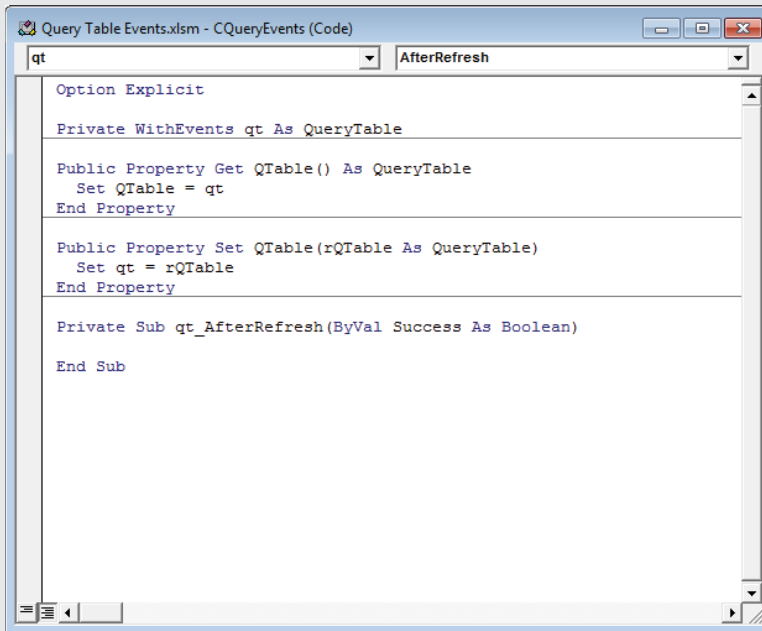 Query Table Events.xlsm - CQueryEvents (Code)
qt AfterRefresh
Option Explicit
Private WithEvents qt As QueryTable
Public Property Get QTable() As QueryTable
Set QTable = qt
End Property
Public Property Set QTable(rQTable As QueryTable)
Set qt = rQTable
End Property
Private Sub qt_AfterRefresh(ByVal Success As Boolean)
End Sub